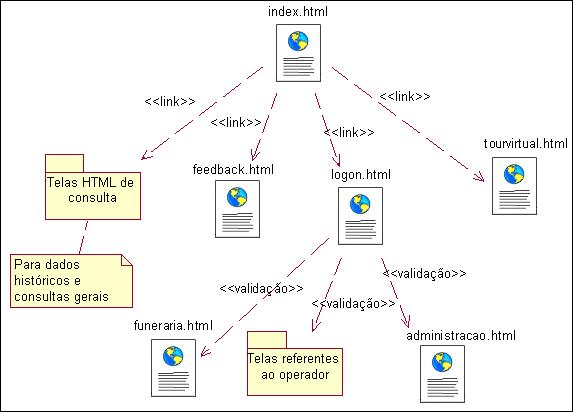 index.html
<<link>>
<<link>>
<<link>>
<<link>>
tourvirtual.html
feedback.html
logon.html
Telas HTML de
consulta
Para dados
históricos e
consultas gerais
<<validação>>
<<validação>>
<<validação>>
funeraria.html
Telas referentes
ao operador
administracao.html